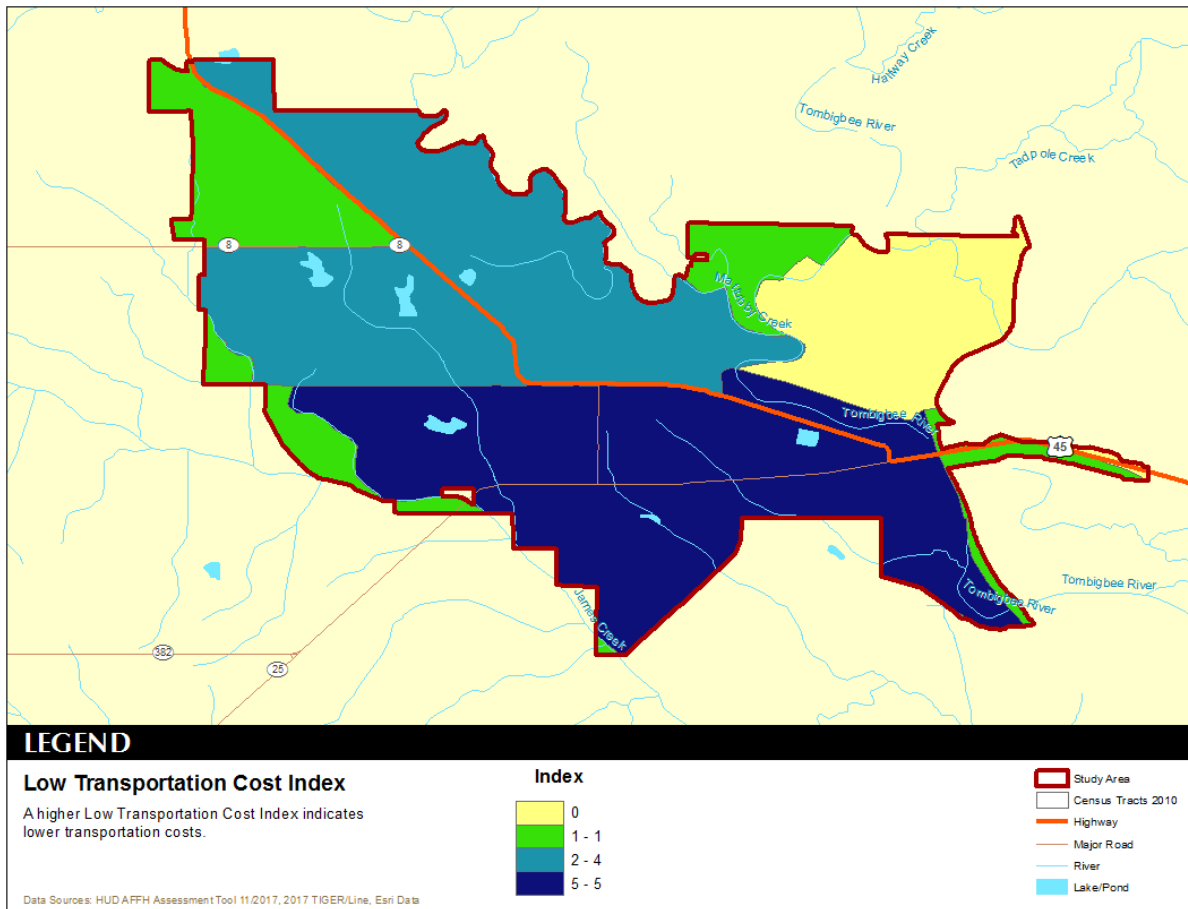 Halfway Creek
Tombigbee River
Tadpole Creek
8
8
Matubby Creek
Tombigbee River
45
Tombigbee River
Tombigbee River
James Creek
382
25
LEGEND
Low Transportation Cost Index
A higher Low Transportation Cost Index indicates
lower transportation costs.
Data Sources: HUD AFFH Assessment Tool 11/2017, 2017 TIGER/Line, Esri Data
Index
0
1 - 1
2 - 4
5 - 5
Study Area
Census Tracts 2010
Highway
Major Road
River
Lake/Pond